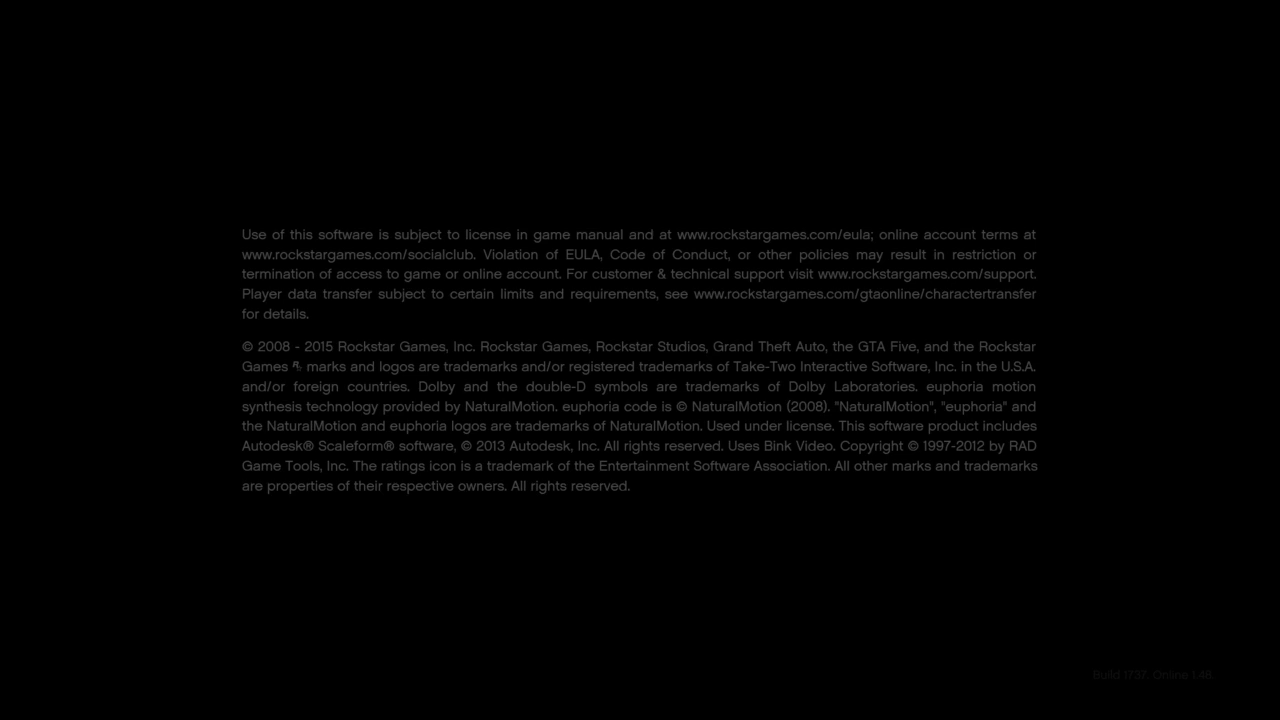 Use of this software is subject to license in game manual and at www.rockstargames.com/eula; online account terms at
www.rockstargames.com/socialclub. Violation of EULA, Code of Conduct, or other policies may result in restriction or
termination of access to game or online account. For customer & technical support visit www.rockstargames.com/support.
Player data transfer subject to certain limits and requirements, see www.rockstargames.com/gtaonline/charactertransfer
for details.
© 2008 - 2015 Rockstar Games, Inc. Rockstar Games, Rockstar Studios, Grand Theft Auto, the GTA Five, and the Rockstar
Games R* marks and logos are trademarks and/or registered trademarks of Take-Two Interactive Software, Inc. in the U.S.A.
and/or foreign countries. Dolby and the double-D symbols are trademarks of Dolby Laboratories. euphoria motion
synthesis technology provided by NaturalMotion. euphoria code is © NaturalMotion (2008). "NaturalMotion", "euphoria" and
the NaturalMotion and euphoria logos are trademarks of NaturalMotion. Used under license. This software product includes
Autodesk® Scaleform® software, © 2013 Autodesk, Inc. All rights reserved. Uses Bink Video. Copyright © 1997-2012 by RAD
Game Tools, Inc. The ratings icon is a trademark of the Entertainment Software Association. All other marks and trademarks
are properties of their respective owners. All rights reserved.
Build 1737, Online 1.48